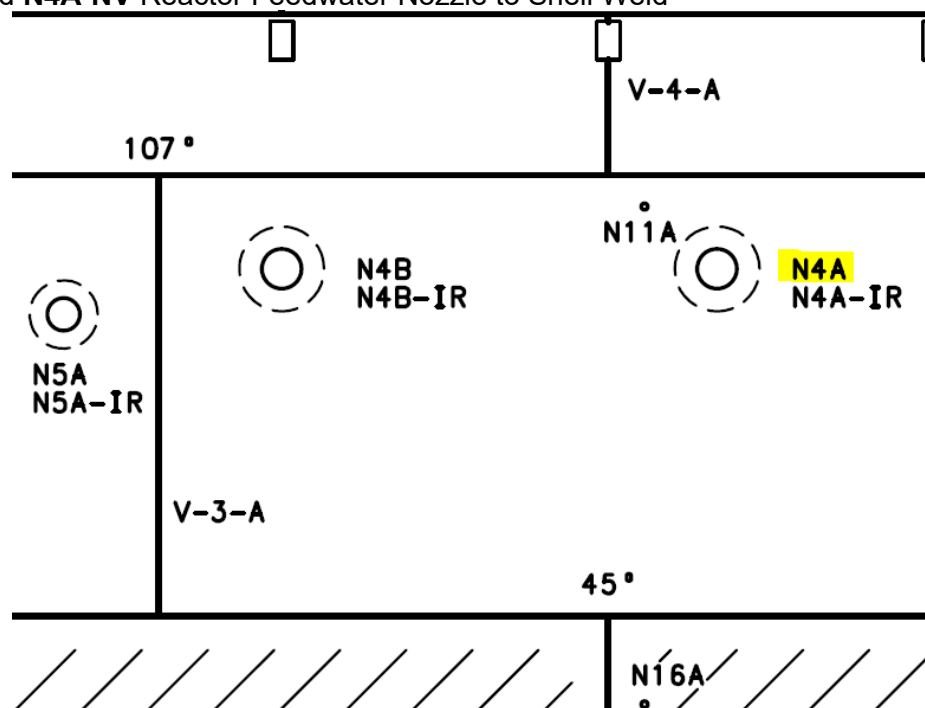 N4A-NV Reactor Feedwater Nozzle to Shell Weld
V-4-A
107°
N11A
N4B
N4B-IR
N4A
N4A-IR
N5A
N5A-IR
V-3-A
45°
N16A